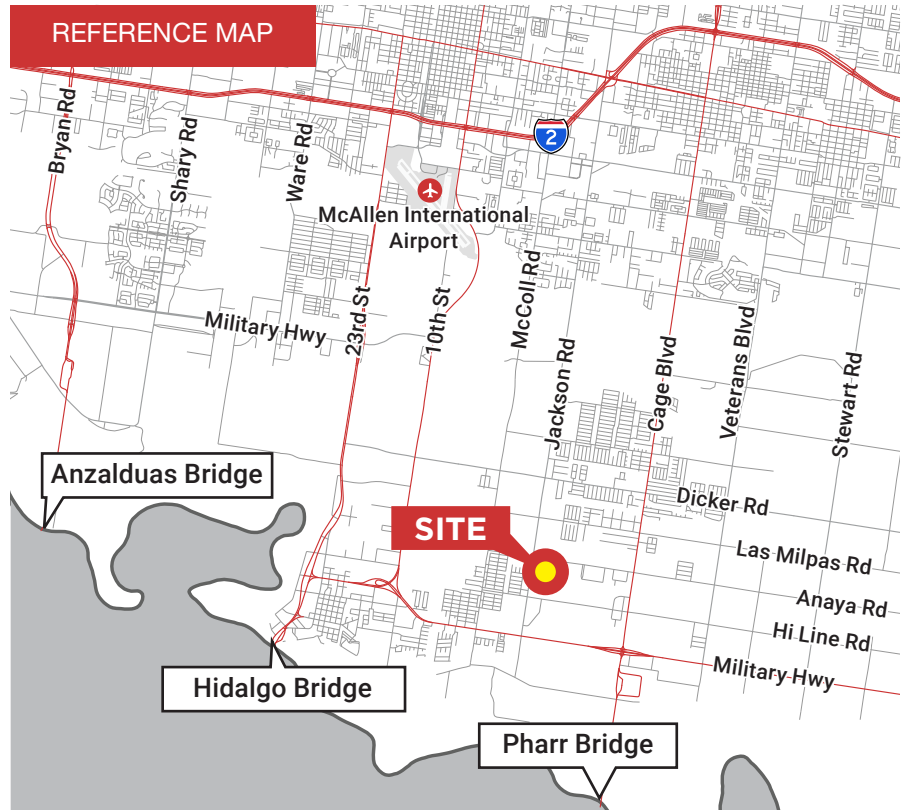 REFERENCE MAP
Bryan Rd
Shary Rd
Ware Rd
2
McAllen International
Airport
McColl Rd
23rd St
10th St
Military Hwy
Jackson Rd
Cage Blvd
Veterans Blvd
Stewart Rd
Anzalduas Bridge
Dicker Rd
SITE
Las Milpas Rd
Anaya Rd
Hi Line Rd
Military Hwy
Hidalgo Bridge
Pharr Bridge